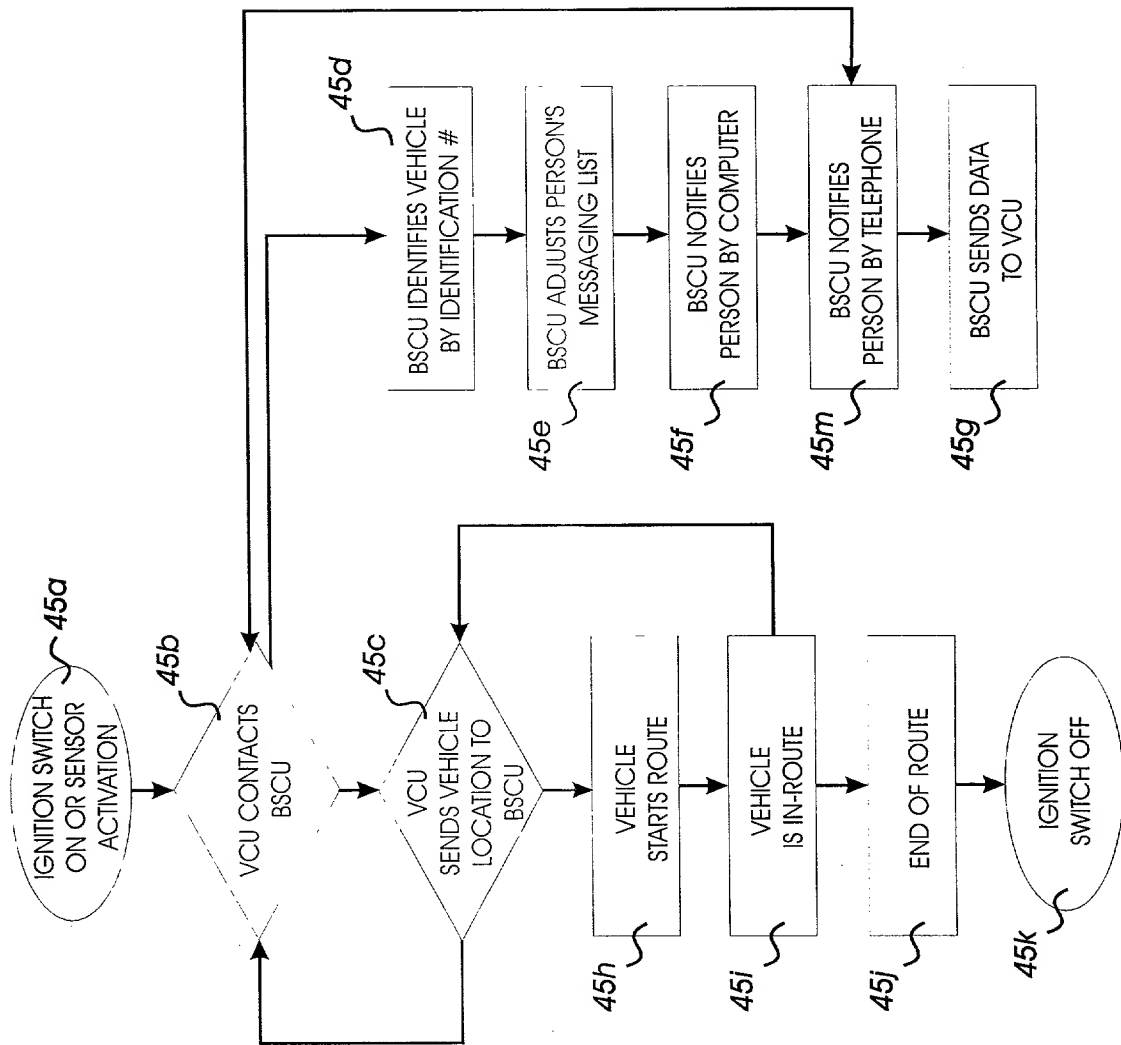 IGNITION SWITCH
ON OR SENSOR
ACTIVATION
45a
VCU CONTACTS
BSCU
45b
VCU
SENDS VEHICLE
LOCATION TO
BSCU
45c
VEHICLE
STARTS ROUTE
45h
VEHICLE
IS IN-ROUTE
45i
END OF ROUTE
45j
IGNITION
SWITCH OFF
45k
BSCU IDENTIFIES VEHICLE
BY IDENTIFICATION #
45d
BSCU ADJUSTS PERSON'S
MESSAGING LIST
45e
BSCU NOTIFIES
PERSON BY COMPUTER
45f
BSCU NOTIFIES
PERSON BY TELEPHONE
45m
BSCU SENDS DATA
TO VCU
45g